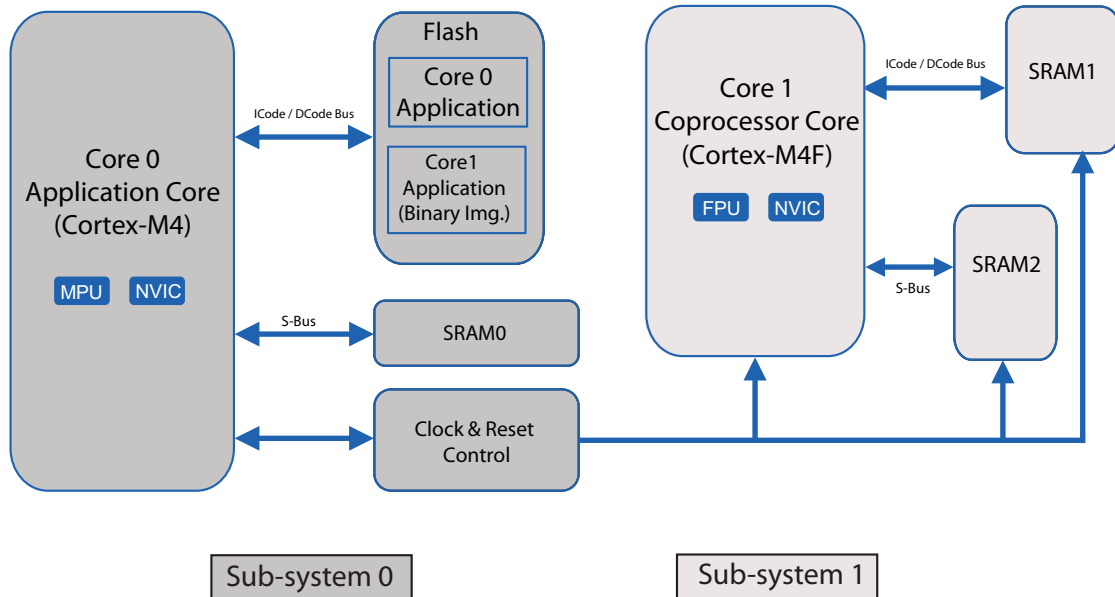 Core 0
Application Core
(Cortex-M4)
MPU
NVIC
ICode / DCode Bus
Flash
Core 0
Application
Core1
Application
(Binary Img.)
S-Bus
SRAM0
Clock & Reset
Control
Core 1
Coprocessor Core
(Cortex-M4F)
FPU
NVIC
ICode / DCode Bus
SRAM1
S-Bus
SRAM2
Sub-system 0
Sub-system 1